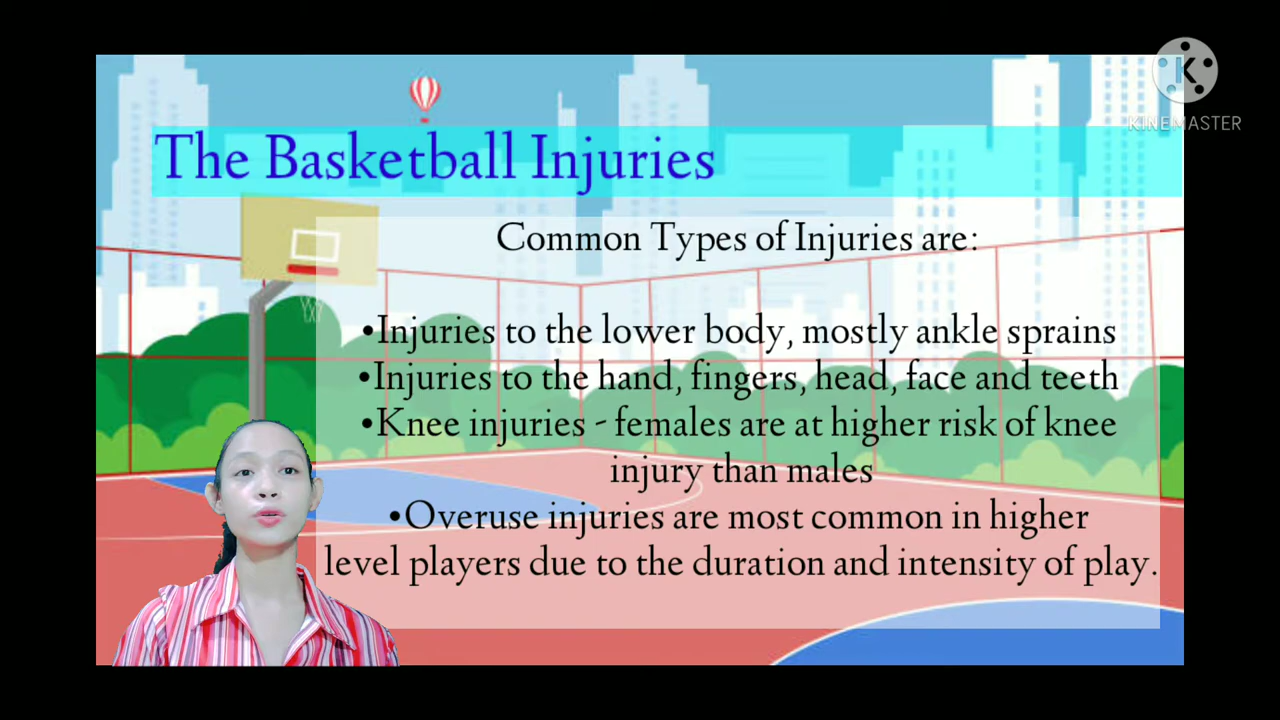 KINEMASTER
The Basketball Injuries
Common Types of Injuries are:
•Injuries to the lower body, mostly ankle sprains
•Injuries to the hand, fingers, head, face and teeth
•Knee injuries - females are at higher risk of knee
injury than males
•Overuse injuries are most common in higher
level players due to the duration and intensity of play.